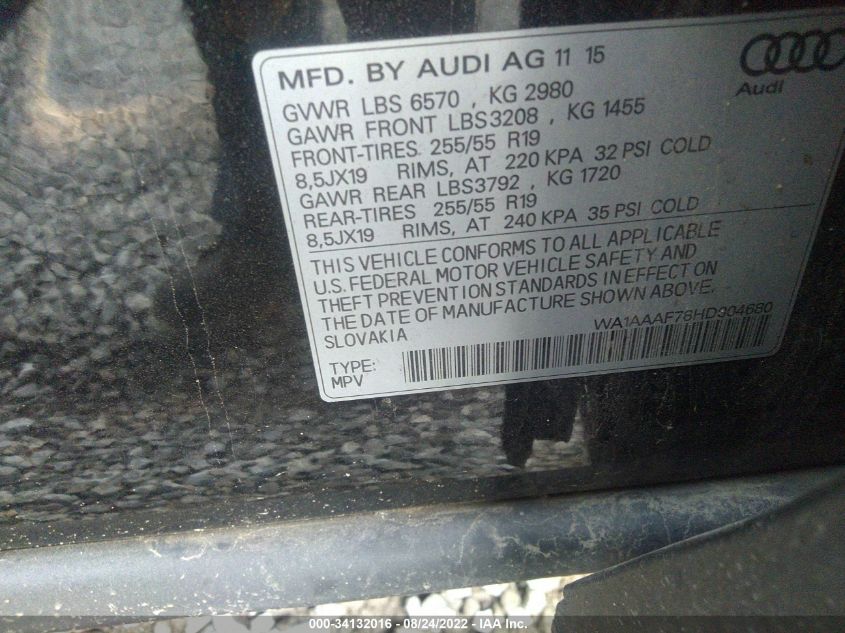 MFD. BY AUDI AG 11 15
Audi
GVWR LBS 6570 , KG 2980
GAWR FRONT LBS3208 , KG 1455
FRONT-TIRES 255/55 R19
8,5JX19 RIMS, AT 220 KPA 32 PSI COLD
GAWR REAR LBS3792 , KG 1720
REAR-TIRES 255/55 R19
8,5JX19 RIMS, AT 240 KPA 35 PSI COLD
THIS VEHICLE CONFORMS TO ALL APPLICABLE
U.S. FEDERAL MOTOR VEHICLE SAFETY AND
THEFT PREVENTION STANDARDS IN EFFECT ON
THE DATE OF MANUFACTURE SHOWN ABOVE.
SLOVAKIA
WA1AAAF76HD904680
TYPE:
MPV
000-34132016 - 08/24/2022 - IAA Inc.